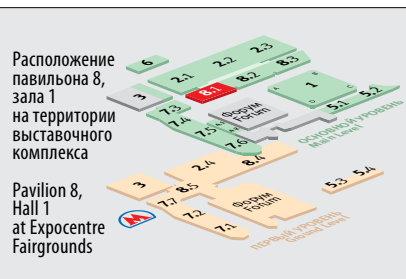 Расположение
павильона 8,
зала 1
на территории
выставочного
комплекса
Pavilion 8,
Hall 1
at Expocentre
Fairgrounds
6
2.1
2.2
2.3
8.1
8.2
8.3
3
7.3
7.4
7.5
7.6
Форум
Forum
1
A
B
C
D
5.1
5.2
ОСНОВНОЙ УРОВЕНЬ
Main Level
3
2.4
8.4
8.5
7.7
7.2
7.1
Форум
Forum
5.3
5.4
ПЕРВЫЙ УРОВЕНЬ
Ground Level
М